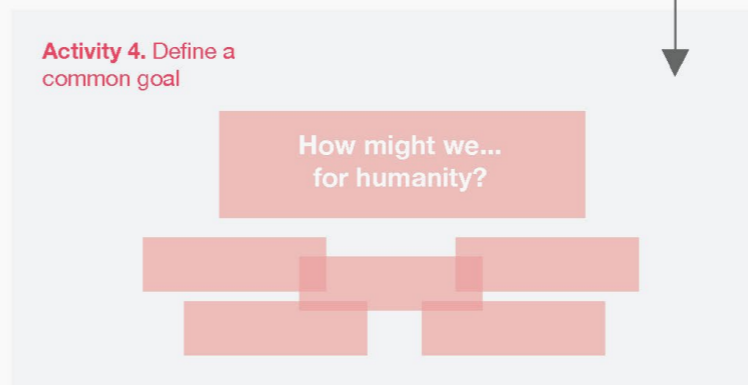 Activity 4. Define a
common goal
How might we...
for humanity?